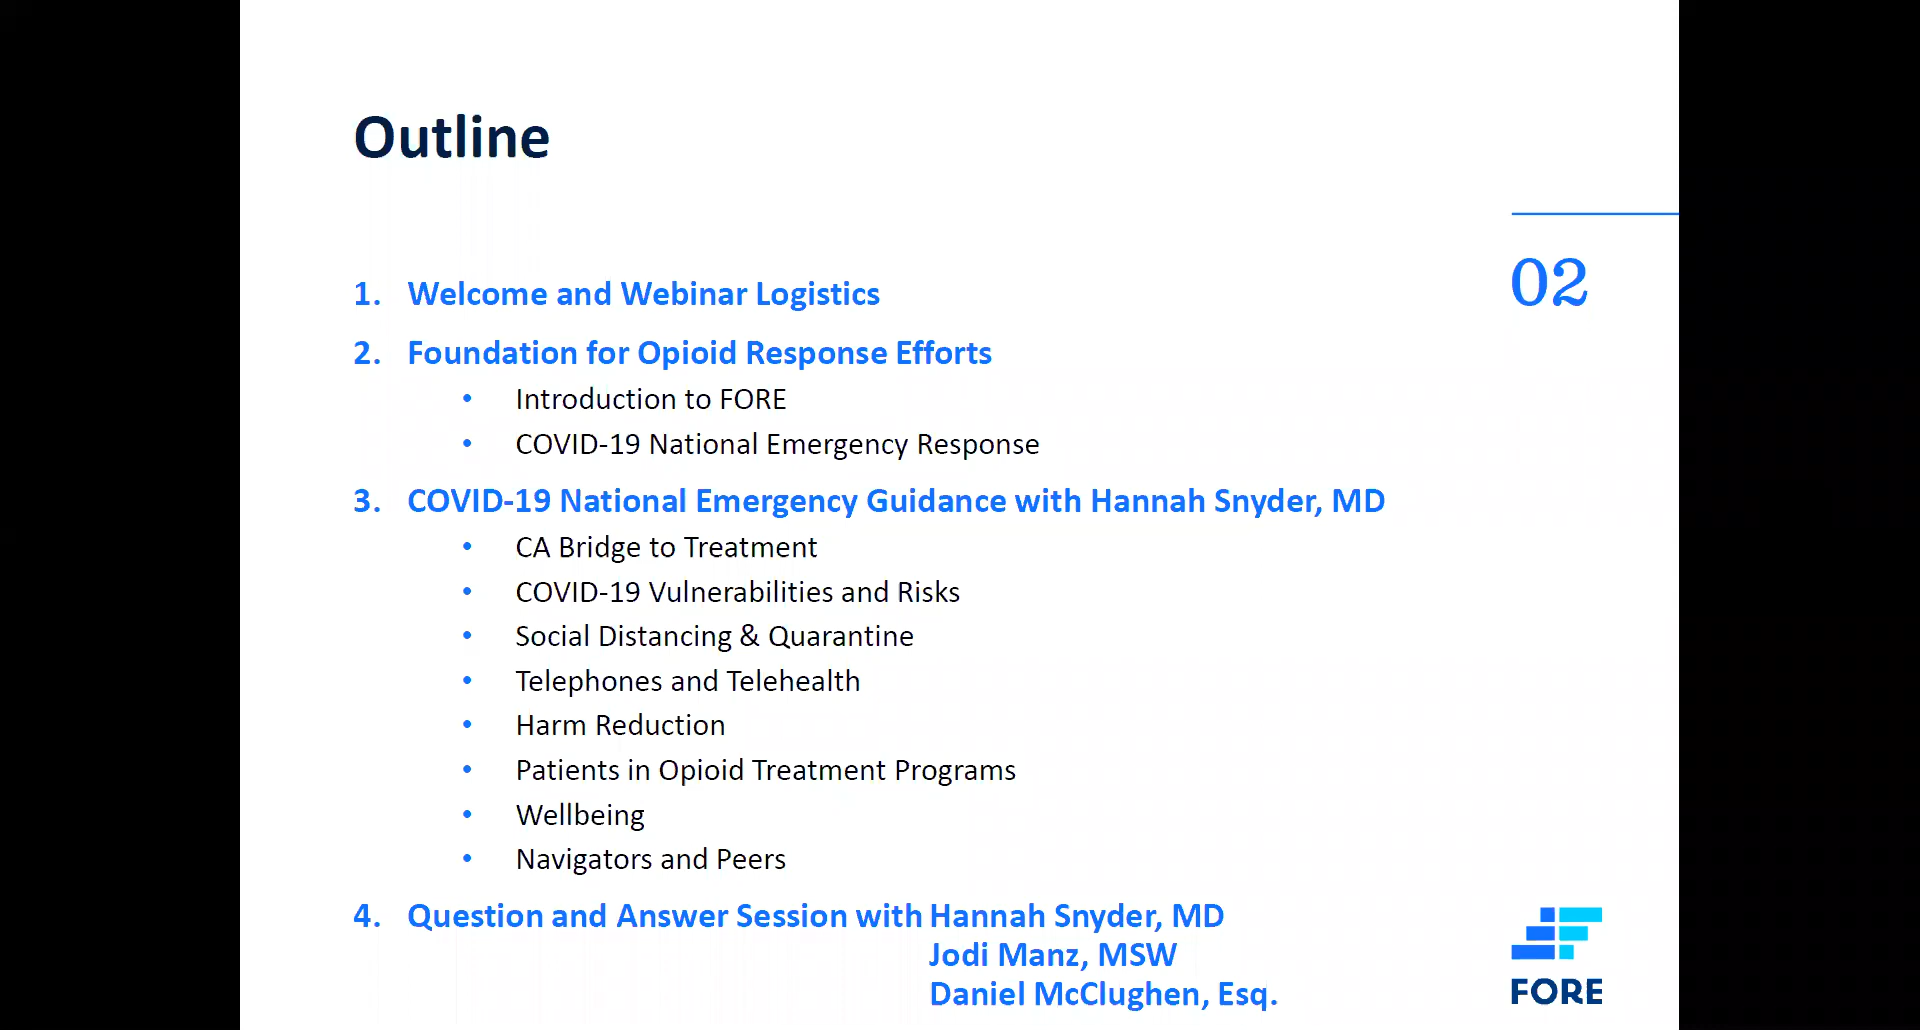 Outline
02
1. Welcome and Webinar Logistics
2. Foundation for Opioid Response Efforts
• Introduction to FORE
• COVID-19 National Emergency Response
3. COVID-19 National Emergency Guidance with Hannah Snyder, MD
• CA Bridge to Treatment
• COVID-19 Vulnerabilities and Risks
• Social Distancing & Quarantine
• Telephones and Telehealth
• Harm Reduction
• Patients in Opioid Treatment Programs
• Wellbeing
• Navigators and Peers
4. Question and Answer Session with Hannah Snyder, MD
Jodi Manz, MSW
Daniel McClughen, Esq.
FORE